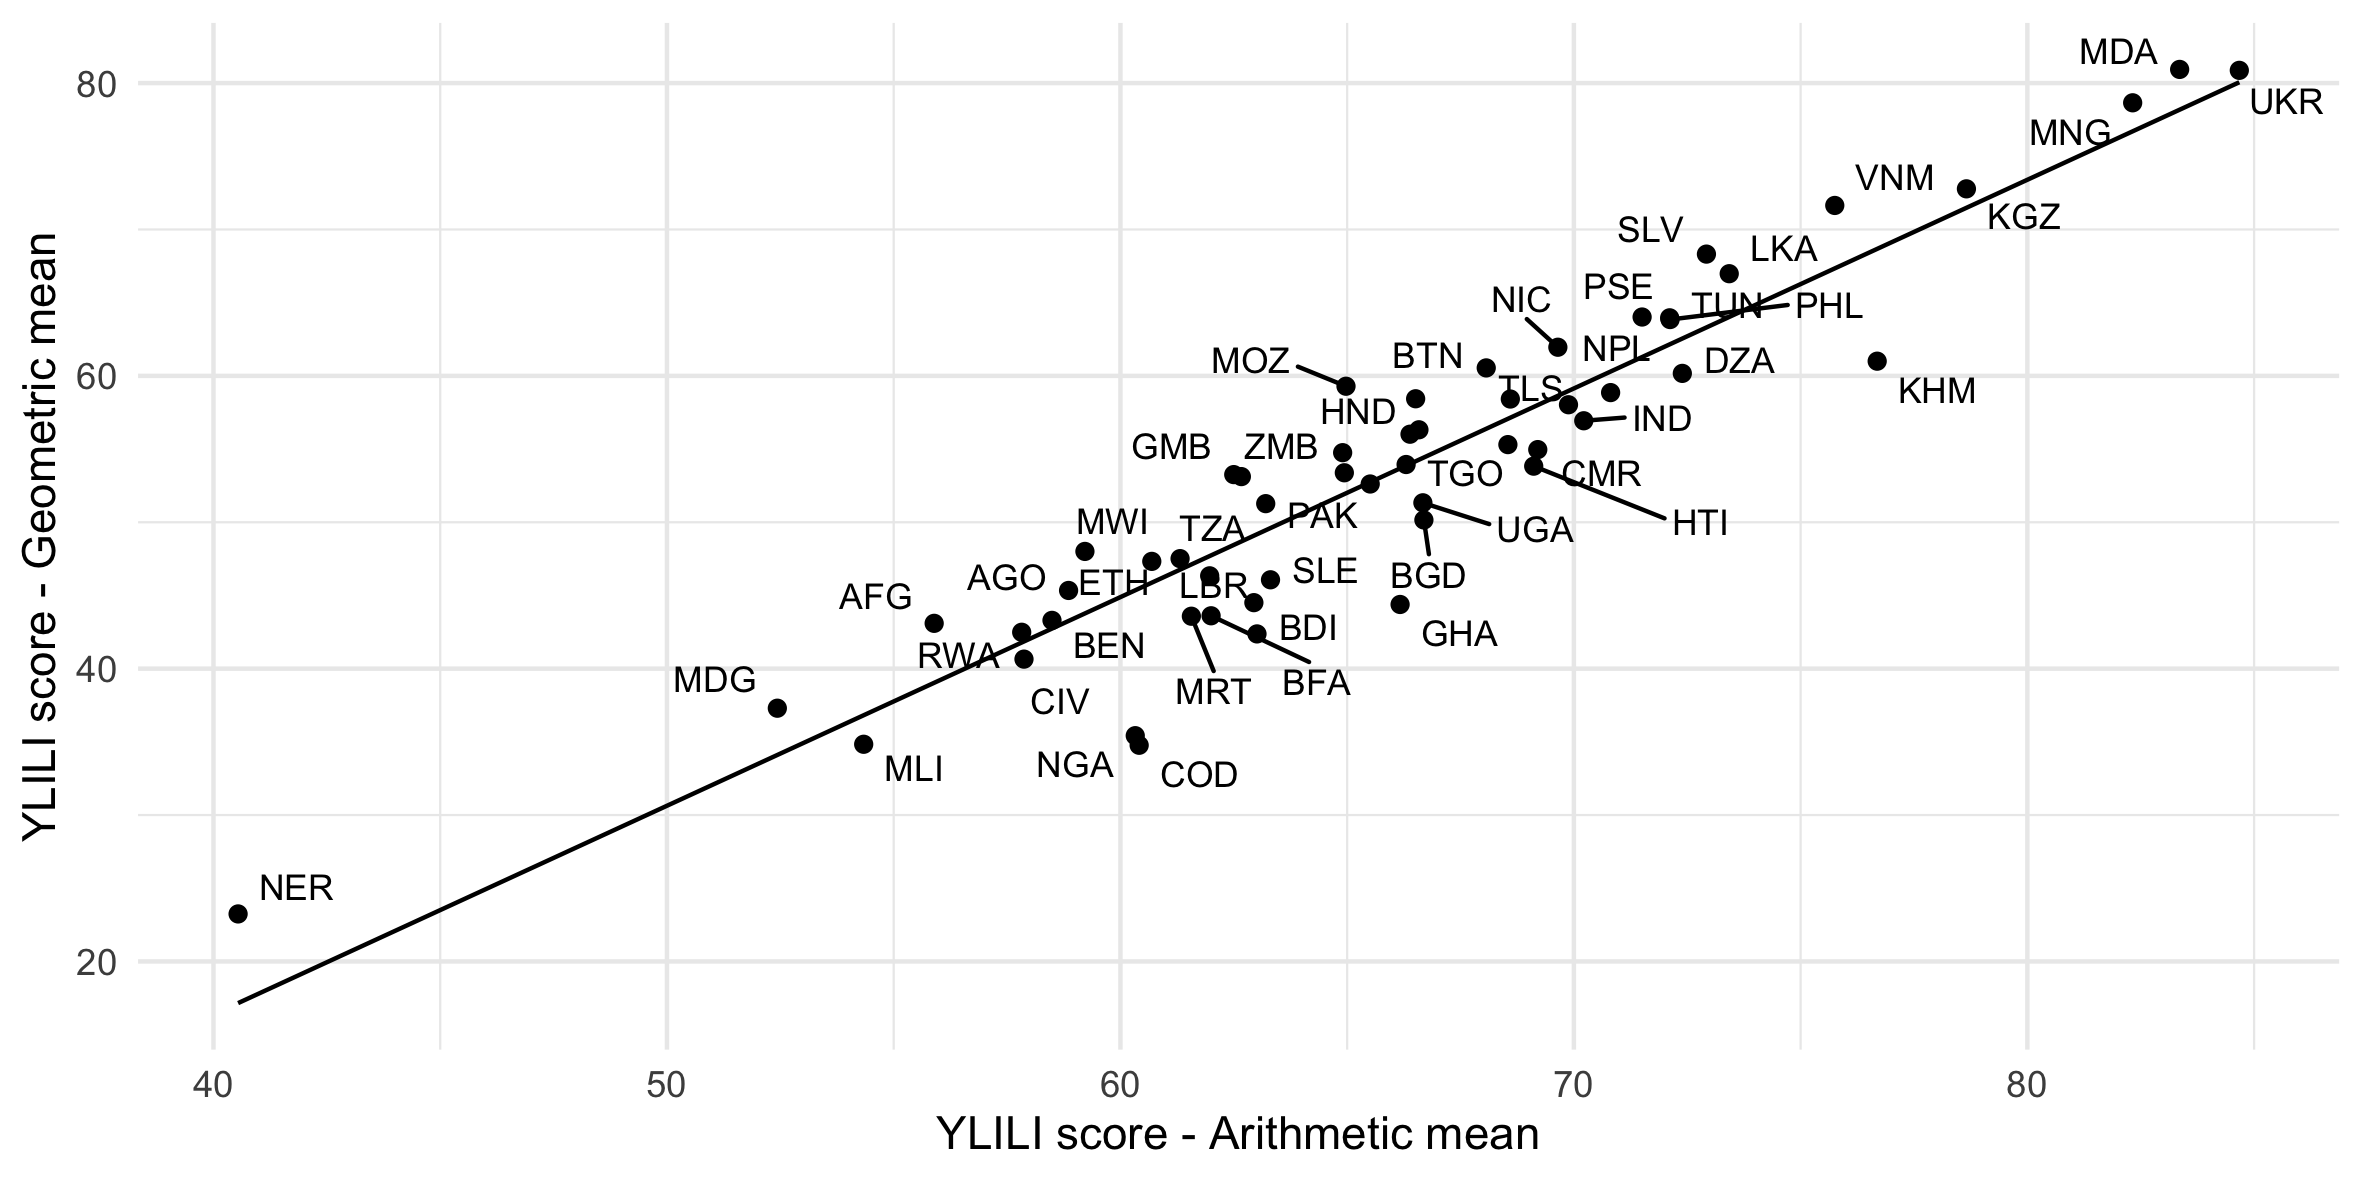 MDA
80
UKR
MNG
VNM
KGZ
SLV
LKA
PSE
NIC
TUN
PHL
NPL
BTN
MOZ
DZA
60
TLS
KHM
HND
IND
GMB
ZMB
TGO
CMR
PAK
MWI
TZA
UGA
HTI
SLE
BGD
AGO
ETH
LBR
AFG
BDI
GHA
BEN
RWA
40
MDG
BFA
MRT
CIV
NGA
COD
MLI
NER
20
40 50 60 70 80
YLILI score - Arithmetic mean
YLILI score - Geometric mean